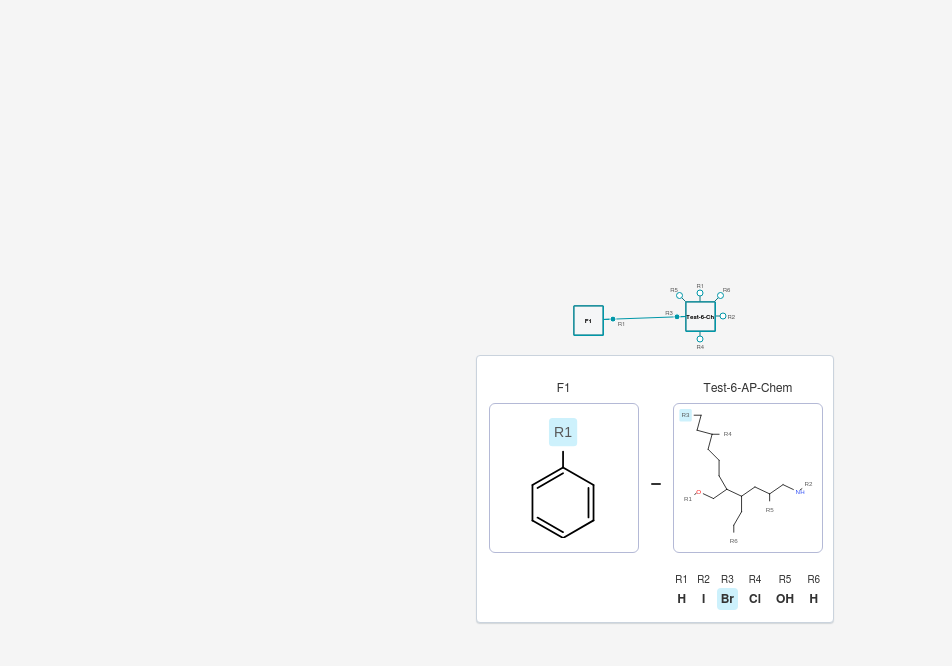 R1
R5
R6
F1
R1
R3
Test-6-Ch
R2
R4
F1
Test-6-AP-Chem
R1
R3
R4
R1
O
NH
R2
R5
R6
R1 R2 R3 R4 R5 R6
H I Br Cl OH H